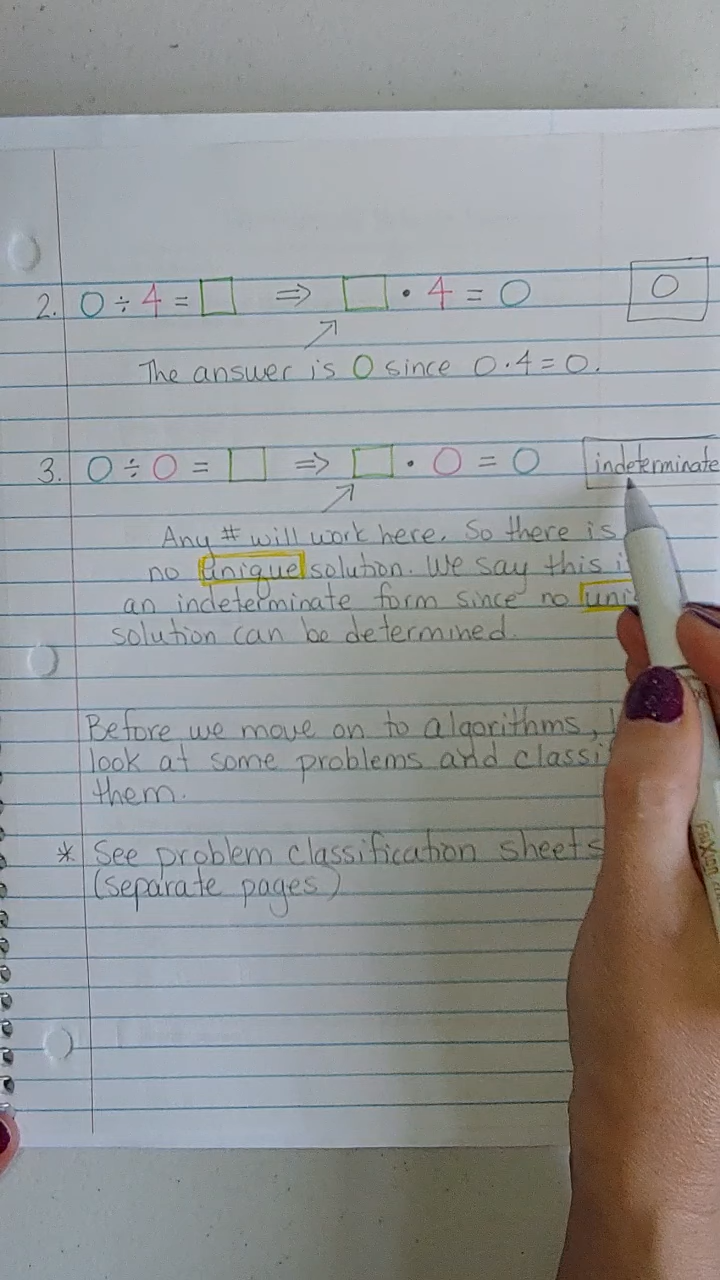 2. 0 ÷ 4 = □ ⇒ □ · 4 = 0 0
The answer is 0 since 0 · 4 = 0.
3. 0 ÷ 0 = □ ⇒ □ · 0 = 0 indeterminate
Any # will work here. So there is
no unique solution. We say this
an indeterminate form since no
solution can be determined.
Before we move on to algorithms,
look at some problems and
them.
* See problem classification sheets
(separate pages)